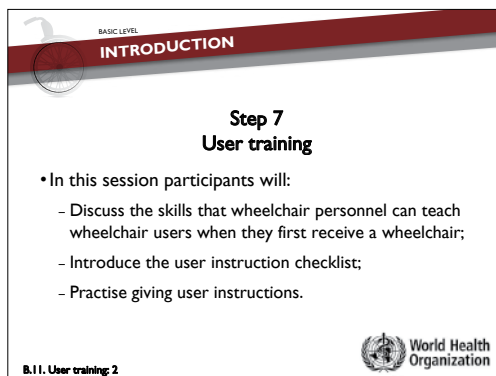 BASIC LEVEL
INTRODUCTION
Step 7
User training
• In this session participants will:
– Discuss the skills that wheelchair personnel can teach
wheelchair users when they first receive a wheelchair;
– Introduce the user instruction checklist;
– Practise giving user instructions.
World Health
Organization
B.11. User training: 2